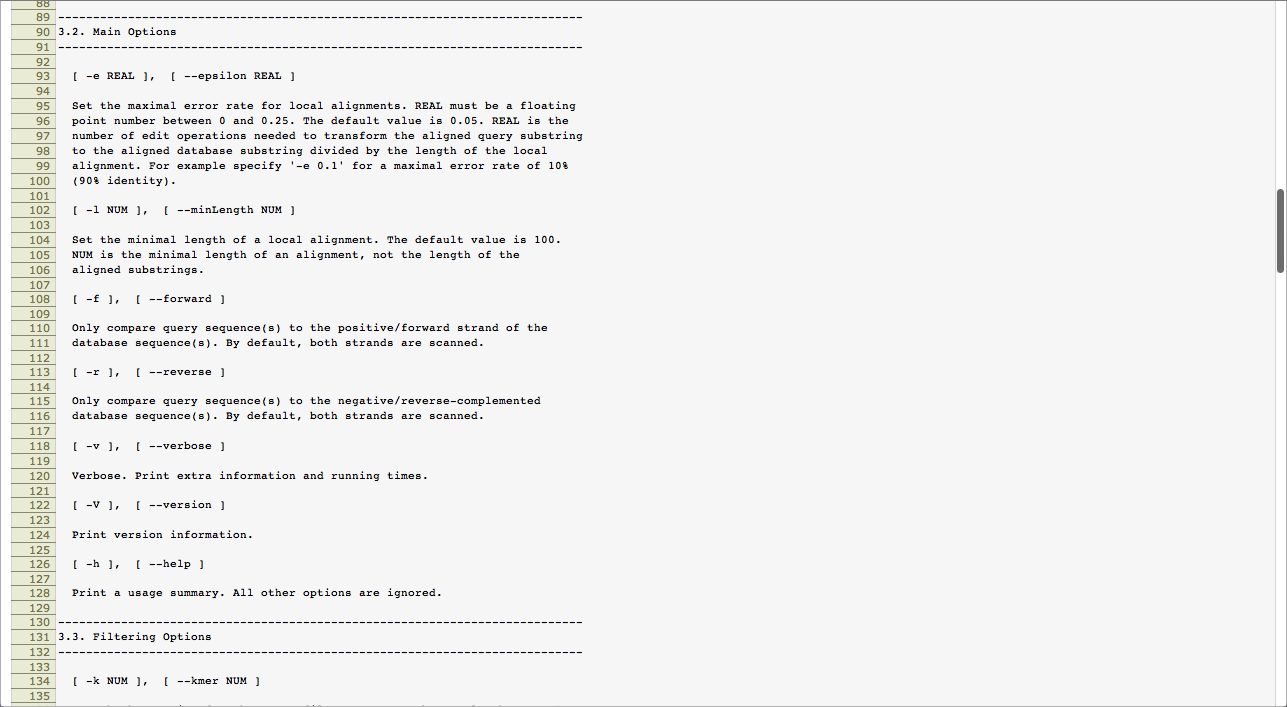 88
89 ---------------------------------------------------------------------------
90 3.2. Main Options
91 ---------------------------------------------------------------------------
92
93 [ -e REAL ],  [ --epsilon REAL ]
94
95 Set the maximal error rate for local alignments. REAL must be a floating
96 point number between 0 and 0.25. The default value is 0.05. REAL is the
97 number of edit operations needed to transform the aligned query substring
98 to the aligned database substring divided by the length of the local
99 alignment. For example specify '-e 0.1' for a maximal error rate of 10%
100 (90% identity).
101
102 [ -l NUM ],  [ --minLength NUM ]
103
104 Set the minimal length of a local alignment. The default value is 100.
105 NUM is the minimal length of an alignment, not the length of the
106 aligned substrings.
107
108 [ -f ],  [ --forward ]
109
110 Only compare query sequence(s) to the positive/forward strand of the
111 database sequence(s). By default, both strands are scanned.
112
113 [ -r ],  [ --reverse ]
114
115 Only compare query sequence(s) to the negative/reverse-complemented
116 database sequence(s). By default, both strands are scanned.
117
118 [ -v ],  [ --verbose ]
119
120 Verbose. Print extra information and running times.
121
122 [ -V ],  [ --version ]
123
124 Print version information.
125
126 [ -h ],  [ --help ]
127
128 Print a usage summary. All other options are ignored.
129
130 ---------------------------------------------------------------------------
131 3.3. Filtering Options
132 ---------------------------------------------------------------------------
133
134 [ -k NUM ],  [ --kmer NUM ]
135